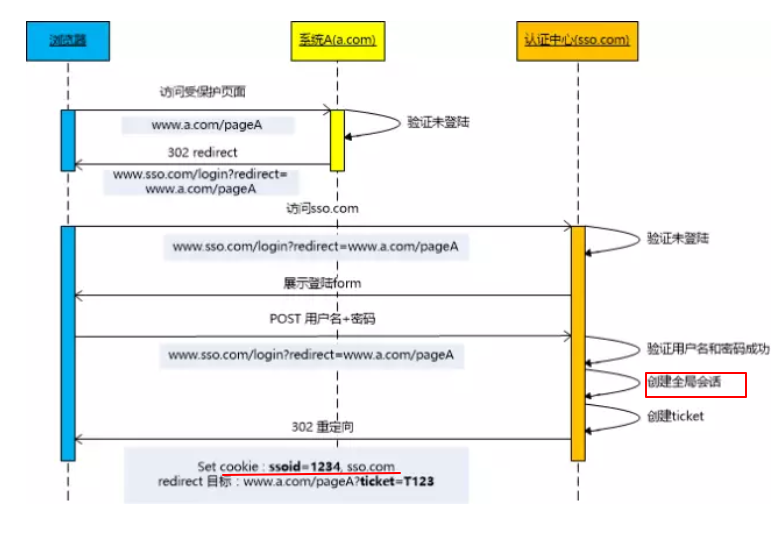 浏览器
系统A(a.com)
认证中心(sso.com)
访问受保护页面
www.a.com/pageA
验证未登陆
302 redirect
www.sso.com/login?redirect=
www.a.com/pageA
访问sso.com
www.sso.com/login?redirect=www.a.com/pageA
验证未登陆
展示登陆form
POST 用户名+密码
www.sso.com/login?redirect=www.a.com/pageA
验证用户名和密码成功
创建全局会话
创建ticket
302 重定向
Set cookie : ssoid=1234, sso.com
redirect 目标 : www.a.com/pageA?ticket=T123